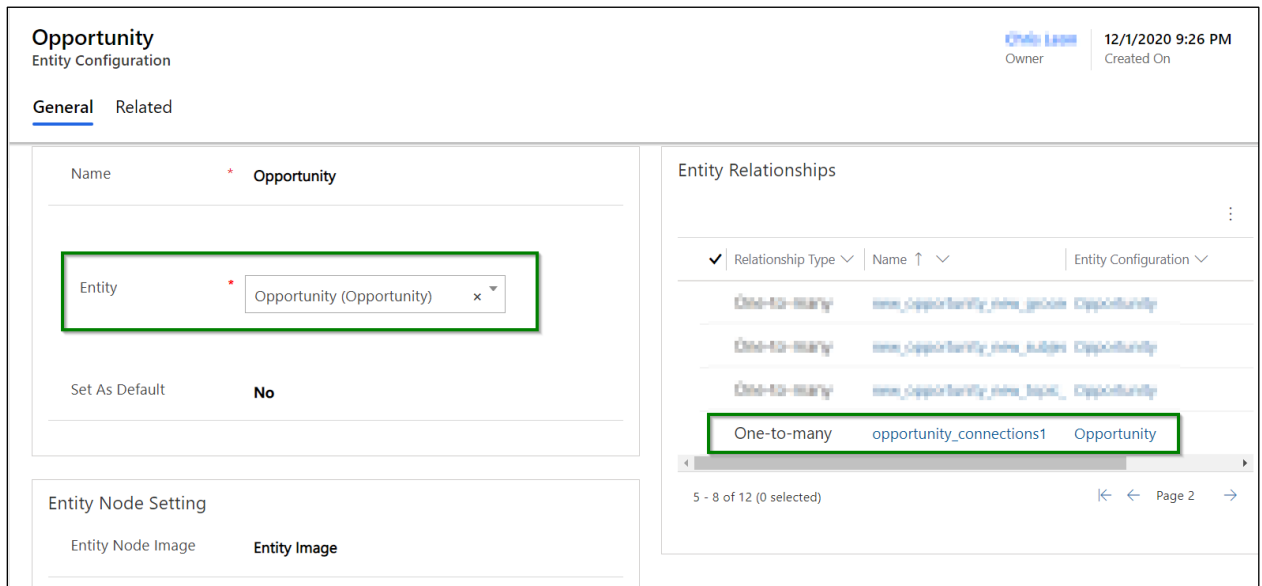 Opportunity
Entity Configuration
Owner
12/1/2020 9:26 PM
Created On
General Related
Name * Opportunity
Entity * Opportunity (Opportunity) ×
Set As Default No
Entity Node Setting
Entity Node Image Entity Image
Entity Relationships
Relationship Type Name ↑ Entity Configuration
One-to-many opportunity_connections1 Opportunity
5 - 8 of 12 (0 selected) Page 2